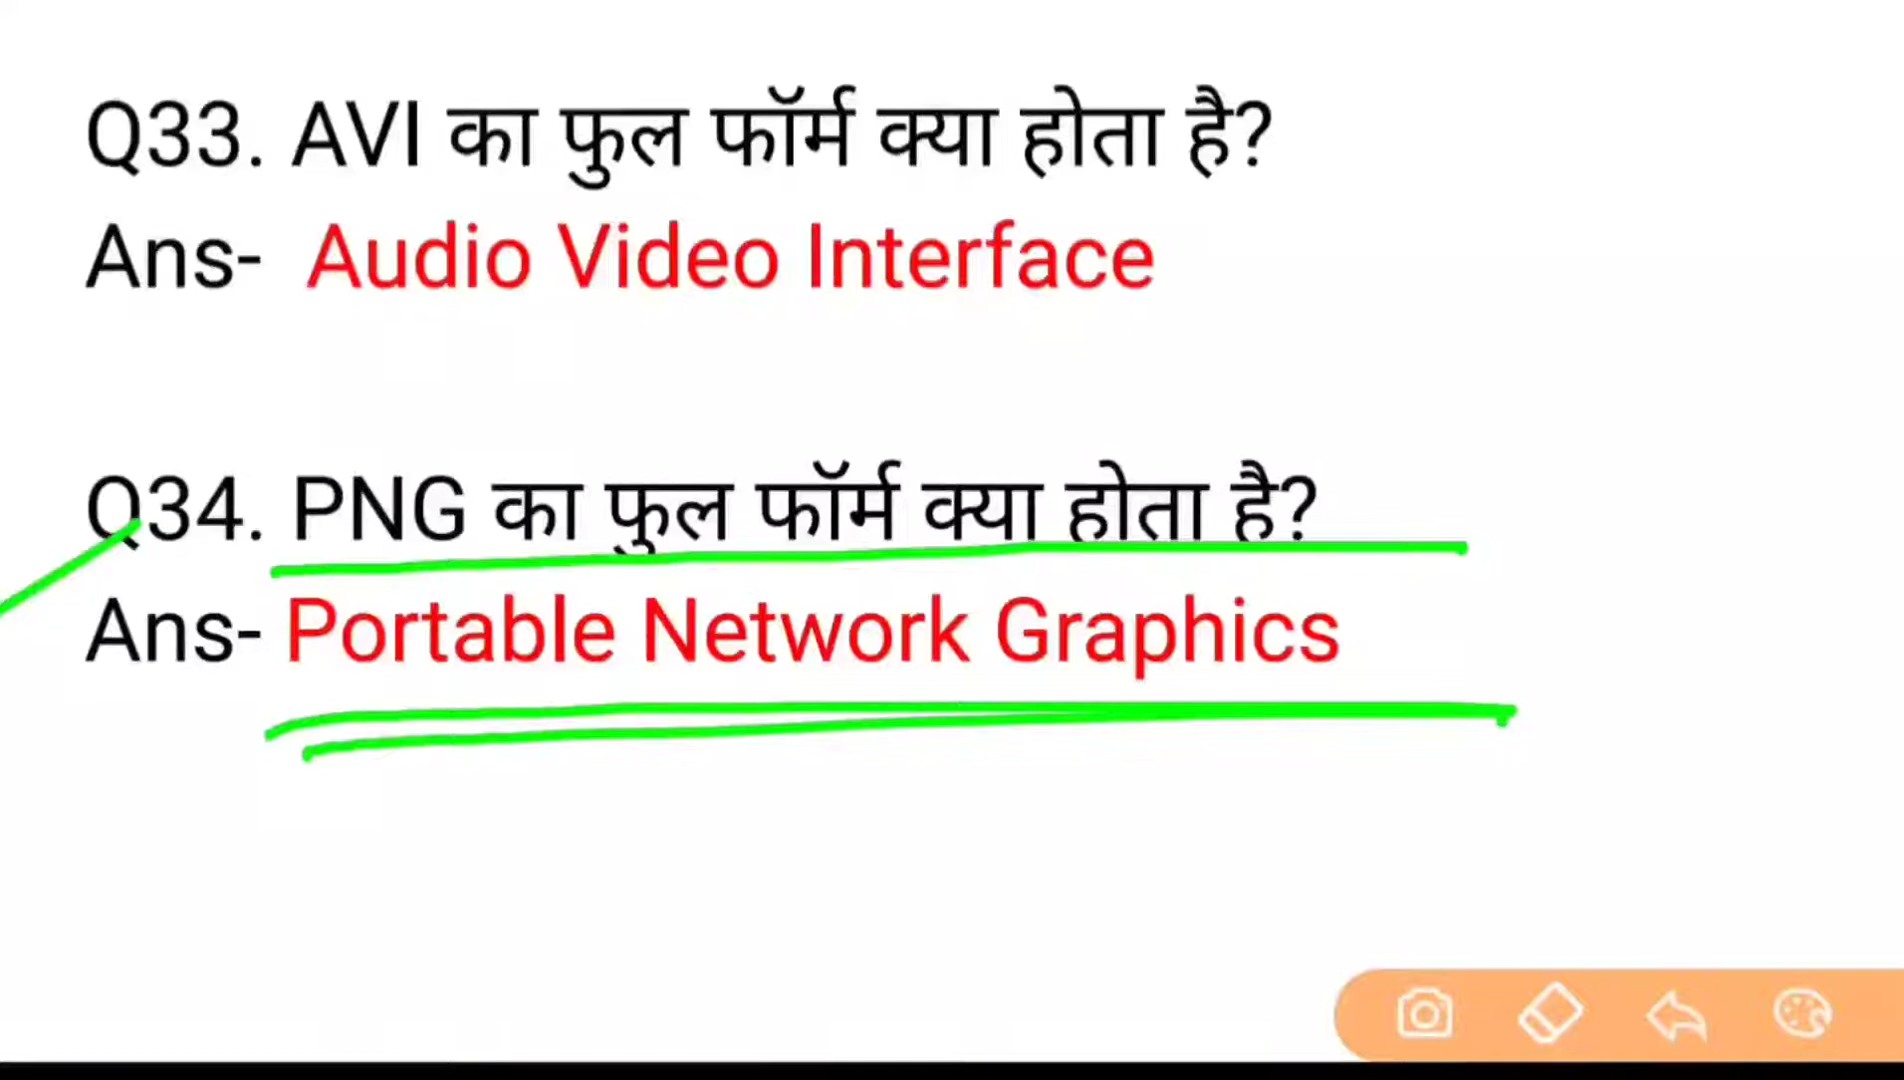 Q33. AVI का फुल फॉर्म क्या होता है?
Ans- Audio Video Interface
Q34. PNG का फुल फॉर्म क्या होता है?
Ans- Portable Network Graphics